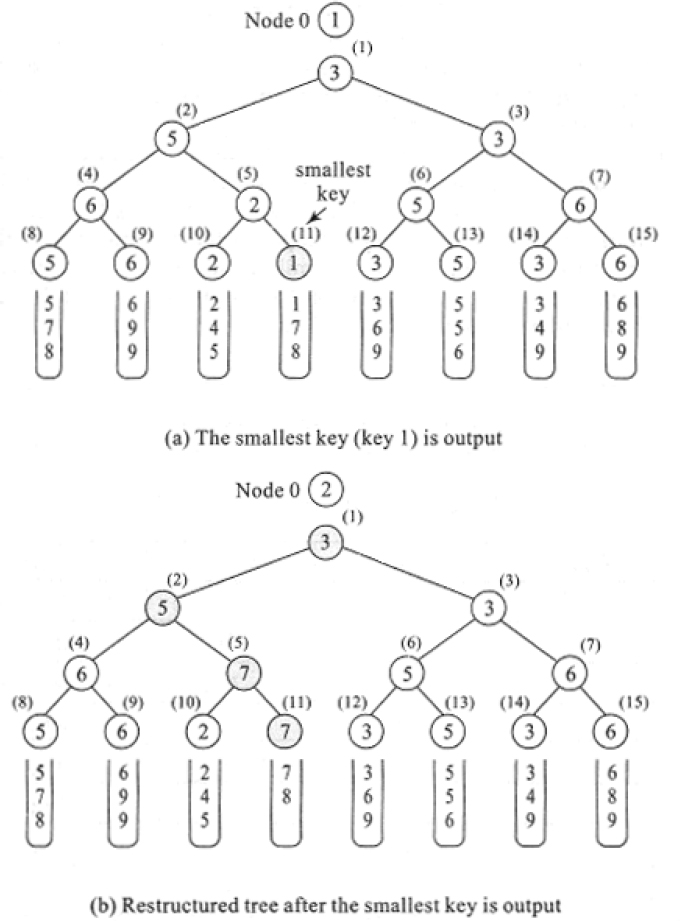 Node 0 1
(1)
3
(2) (3)
5 3
smallest
key
(4) (5) (6) (7)
6 2 5 6
(8) (9) (10) (11) (12) (13) (14) (15)
5 6 2 1 3 5 3 6
5 6 2 1 3 5 3 6
7 9 4 7 6 5 4 8
8 9 5 8 9 6 9 9
(a) The smallest key (key 1) is output
Node 0 2
(1)
3
(2) (3)
5 3
(4) (5) (6) (7)
6 7 5 6
(8) (9) (10) (11) (12) (13) (14) (15)
5 6 2 7 3 5 3 6
5 6 2 7 3 5 3 6
7 9 4 8 6 5 4 8
8 9 5 9 6 9 9
(b) Restructured tree after the smallest key is output